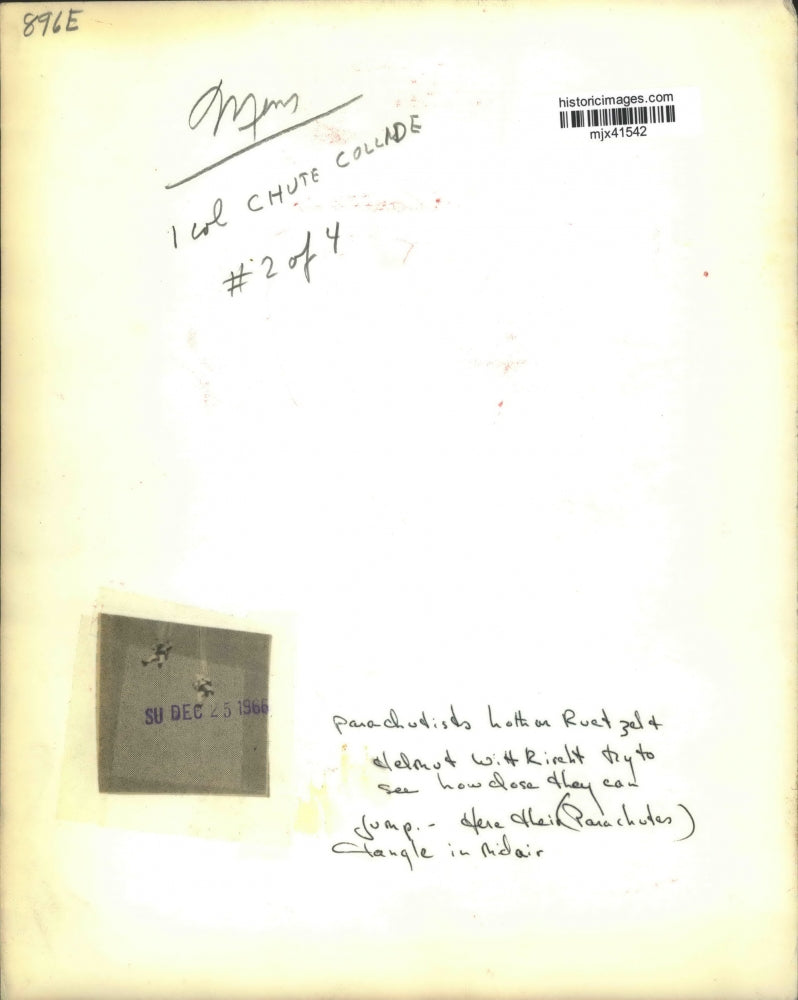 896E
historicimages.com
mjx41542
1 col CHUTE COLLIDE
#2 of 4
SU DEC 25 1966
Parachutists Lothar Ruetzel &
Helmut Wittkircht try to
see how close they can
jump. - Here their (Parachutes)
tangle in Midair